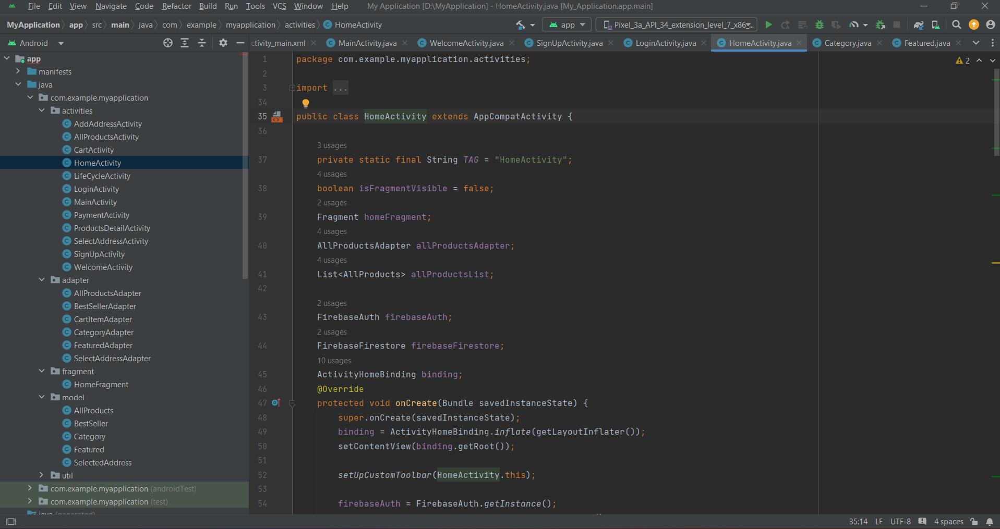 File Edit View Navigate Code Refactor Build Run Tools VCS Window Help My Application [D:\MyApplication] - HomeActivity.java [My_Application.app.main]
MyApplication app src main java com example myapplication activities HomeActivity app Pixel_3a_API_34_extension_level_7_x86...
Android
ctivity_main.xml MainActivity.java WelcomeActivity.java SignUpActivity.java LoginActivity.java HomeActivity.java Category.java Featured.java
app
manifests
java
com.example.myapplication
activities
AddAddressActivity
AllProductsActivity
CartActivity
HomeActivity
LifeCycleActivity
LoginActivity
MainActivity
PaymentActivity
ProductsDetailActivity
SelectAddressActivity
SignUpActivity
WelcomeActivity
adapter
AllProductsAdapter
BestSellerAdapter
CartItemAdapter
CategoryAdapter
FeaturedAdapter
SelectAddressAdapter
fragment
HomeFragment
model
AllProducts
BestSeller
Category
Featured
SelectedAddress
util
com.example.myapplication (androidTest)
com.example.myapplication (test)
java (generated)
2
1 package com.example.myapplication.activities;
2
3 import ...
34
35 public class HomeActivity extends AppCompatActivity {
36
3 usages
37 private static final String TAG = "HomeActivity";
4 usages
38 boolean isFragmentVisible = false;
2 usages
39 Fragment homeFragment;
4 usages
40 AllProductsAdapter allProductsAdapter;
4 usages
41 List<AllProducts> allProductsList;
42
2 usages
43 FirebaseAuth firebaseAuth;
2 usages
44 FirebaseFirestore firebaseFirestore;
10 usages
45 ActivityHomeBinding binding;
46 @Override
47 protected void onCreate(Bundle savedInstanceState) {
48 super.onCreate(savedInstanceState);
49 binding = ActivityHomeBinding.inflate(getLayoutInflater());
50 setContentView(binding.getRoot());
51
52 setUpCustomToolbar(HomeActivity.this);
53
54 firebaseAuth = FirebaseAuth.getInstance();
35:14 LF UTF-8 4 spaces